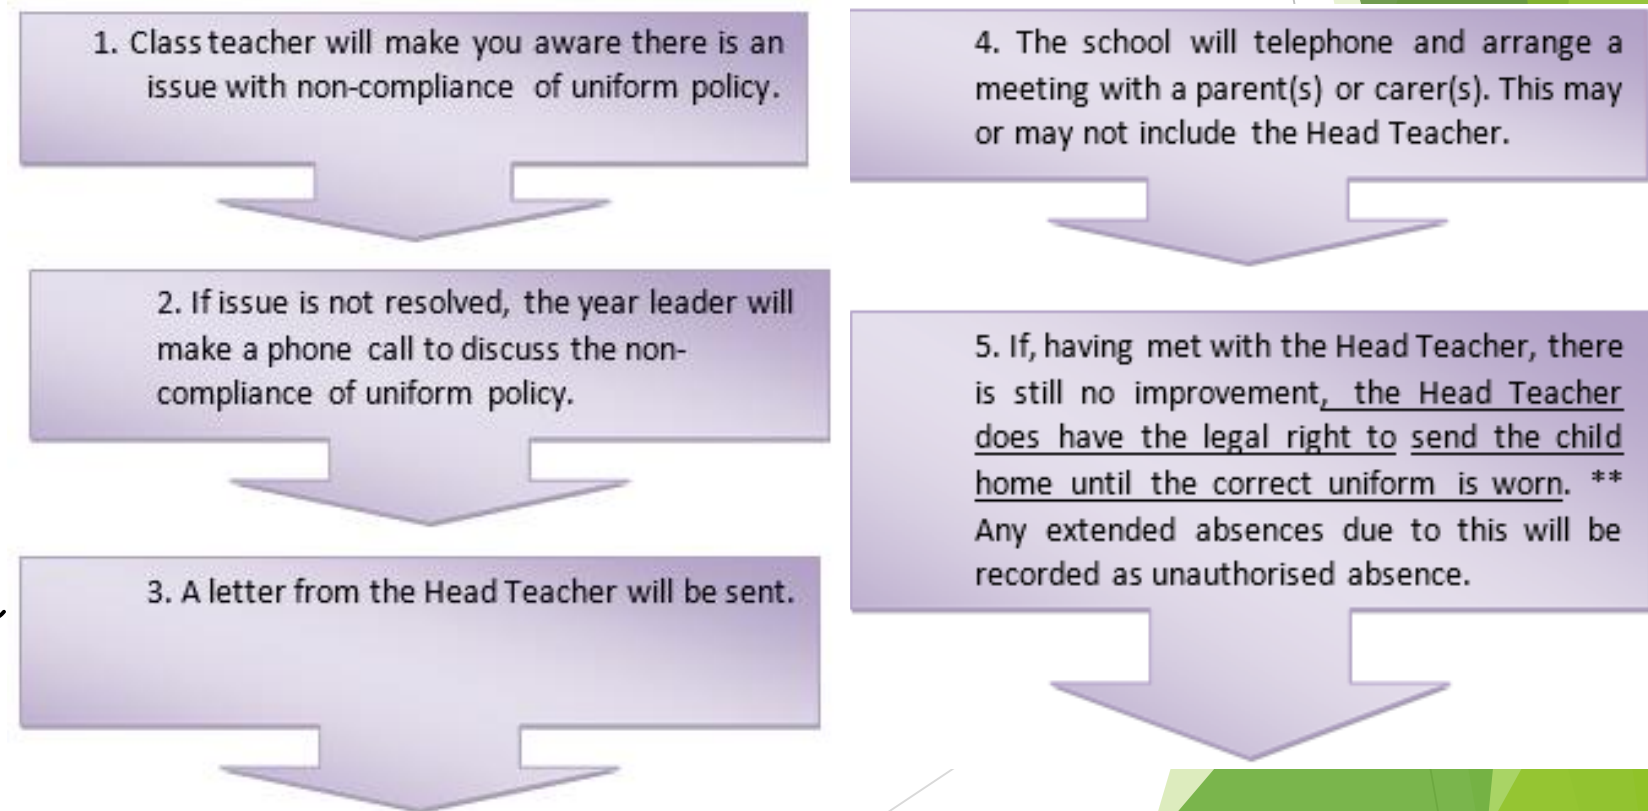 1. Class teacher will make you aware there is an
issue with non-compliance of uniform policy.
2. If issue is not resolved, the year leader will
make a phone call to discuss the non-
compliance of uniform policy.
3. A letter from the Head Teacher will be sent.
4. The school will telephone and arrange a
meeting with a parent(s) or carer(s). This may
or may not include the Head Teacher.
5. If, having met with the Head Teacher, there
is still no improvement, the Head Teacher
does have the legal right to send the child
home until the correct uniform is worn. **
Any extended absences due to this will be
recorded as unauthorised absence.